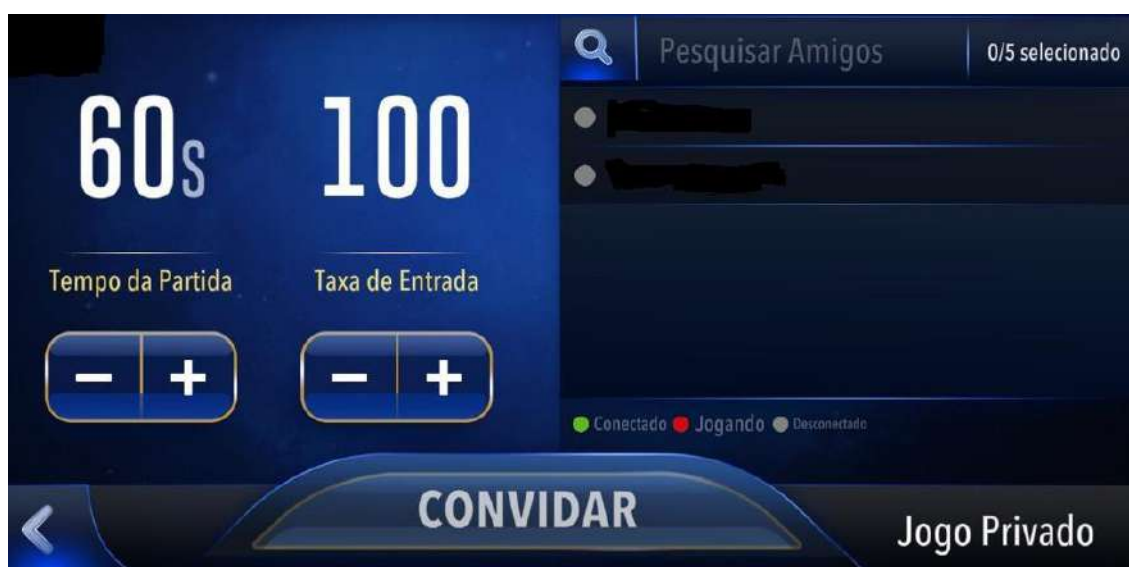 60s
100
Tempo da Partida
Taxa de Entrada
Pesquisar Amigos
0/5 selecionado
Conectado Jogando Desconectado
CONVIDAR
Jogo Privado